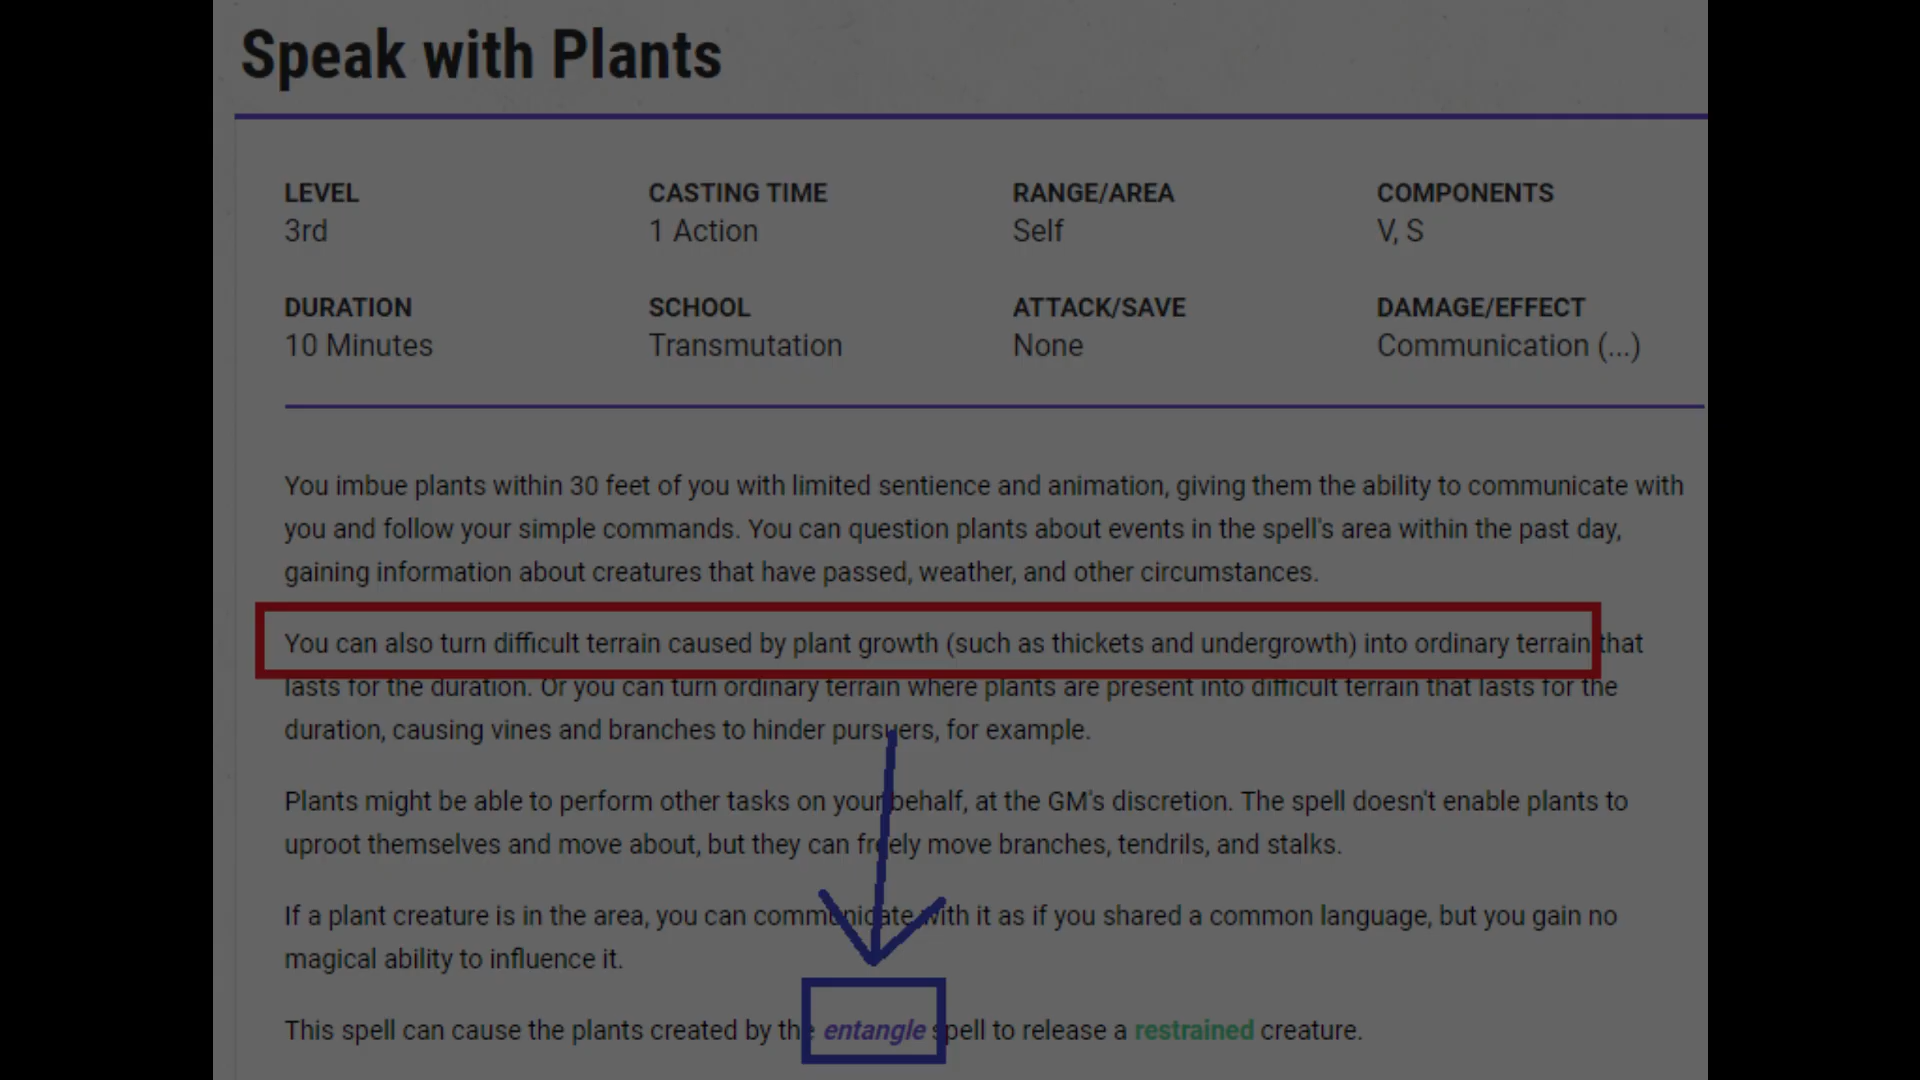 Speak with Plants
LEVEL CASTING TIME RANGE/AREA COMPONENTS
3rd 1 Action Self V, S
DURATION SCHOOL ATTACK/SAVE DAMAGE/EFFECT
10 Minutes Transmutation None Communication (...)
You imbue plants within 30 feet of you with limited sentience and animation, giving them the ability to communicate with
you and follow your simple commands. You can question plants about events in the spell's area within the past day,
gaining information about creatures that have passed, weather, and other circumstances.
You can also turn difficult terrain caused by plant growth (such as thickets and undergrowth) into ordinary terrain that
lasts for the duration. Or you can turn ordinary terrain where plants are present into difficult terrain that lasts for the
duration, causing vines and branches to hinder pursuers, for example.
Plants might be able to perform other tasks on your behalf, at the GM's discretion. The spell doesn't enable plants to
uproot themselves and move about, but they can freely move branches, tendrils, and stalks.
If a plant creature is in the area, you can communicate with it as if you shared a common language, but you gain no
magical ability to influence it.
This spell can cause the plants created by the entangle spell to release a restrained creature.